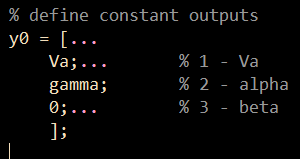 % define constant outputs
y0 = [...
Va;... % 1 - Va
gamma; % 2 - alpha
0;... % 3 - beta
];